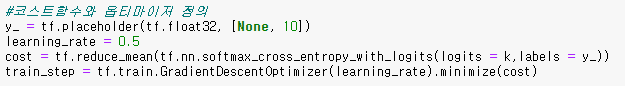 #코스트함수와 옵티마이저 정의
y_ = tf.placeholder(tf.float32, [None, 10])
learning_rate = 0.5
cost = tf.reduce_mean(tf.nn.softmax_cross_entropy_with_logits(logits = k,labels = y_))
train_step = tf.train.GradientDescentOptimizer(learning_rate).minimize(cost)